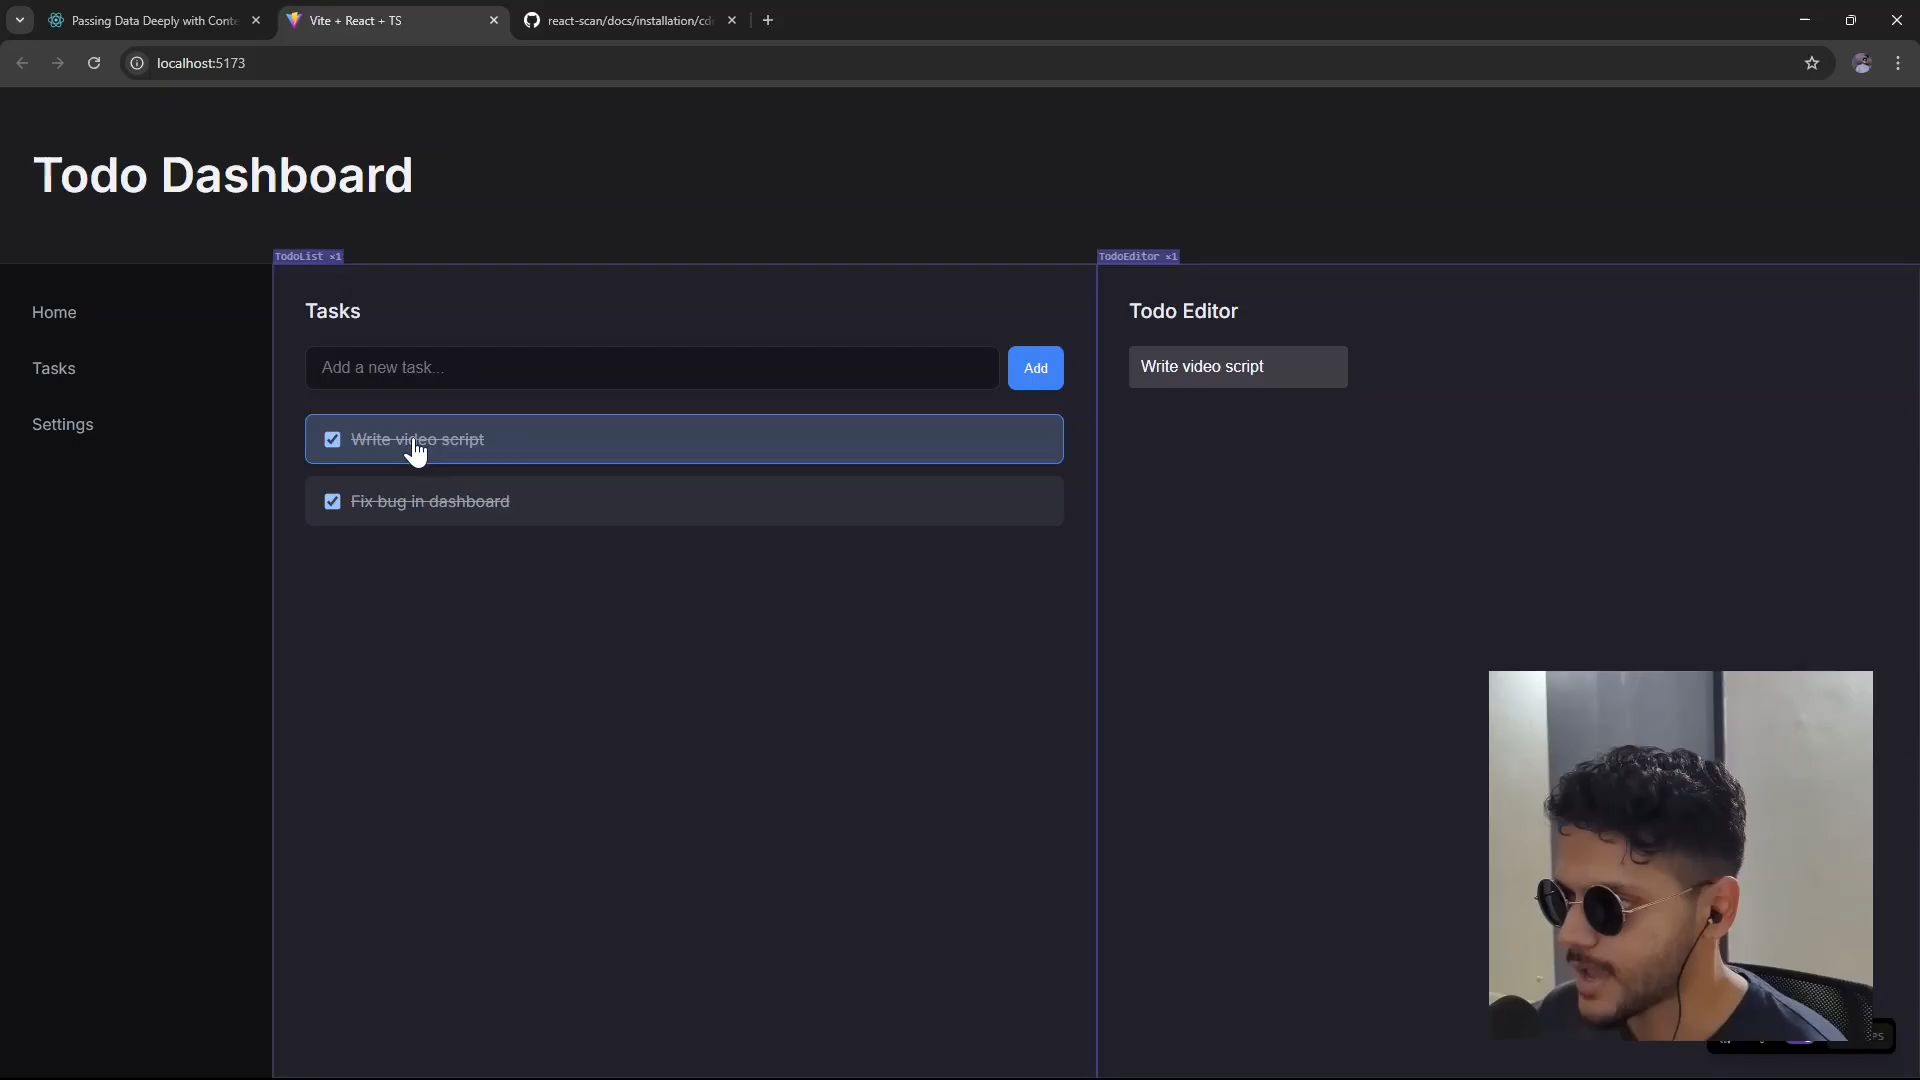 Passing Data Deeply with Conte
Vite + React + TS
react-scan/docs/installation/cd
localhost:5173
Todo Dashboard
TodoList ×1
TodoEditor ×1
Home
Tasks
Settings
Tasks
Add a new task...
Add
Write video script
Fix bug in dashboard
Todo Editor
Write video script